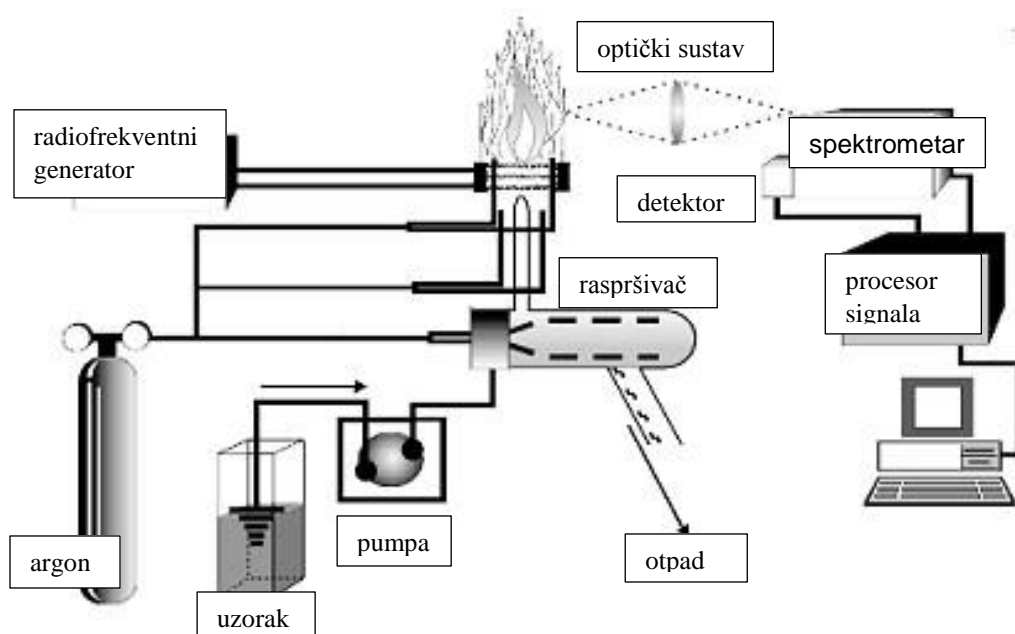 optički sustav
radiofrekventni
generator
spektrometar
detektor
raspršivač
procesor
signala
pumpa
argon
otpad
uzorak